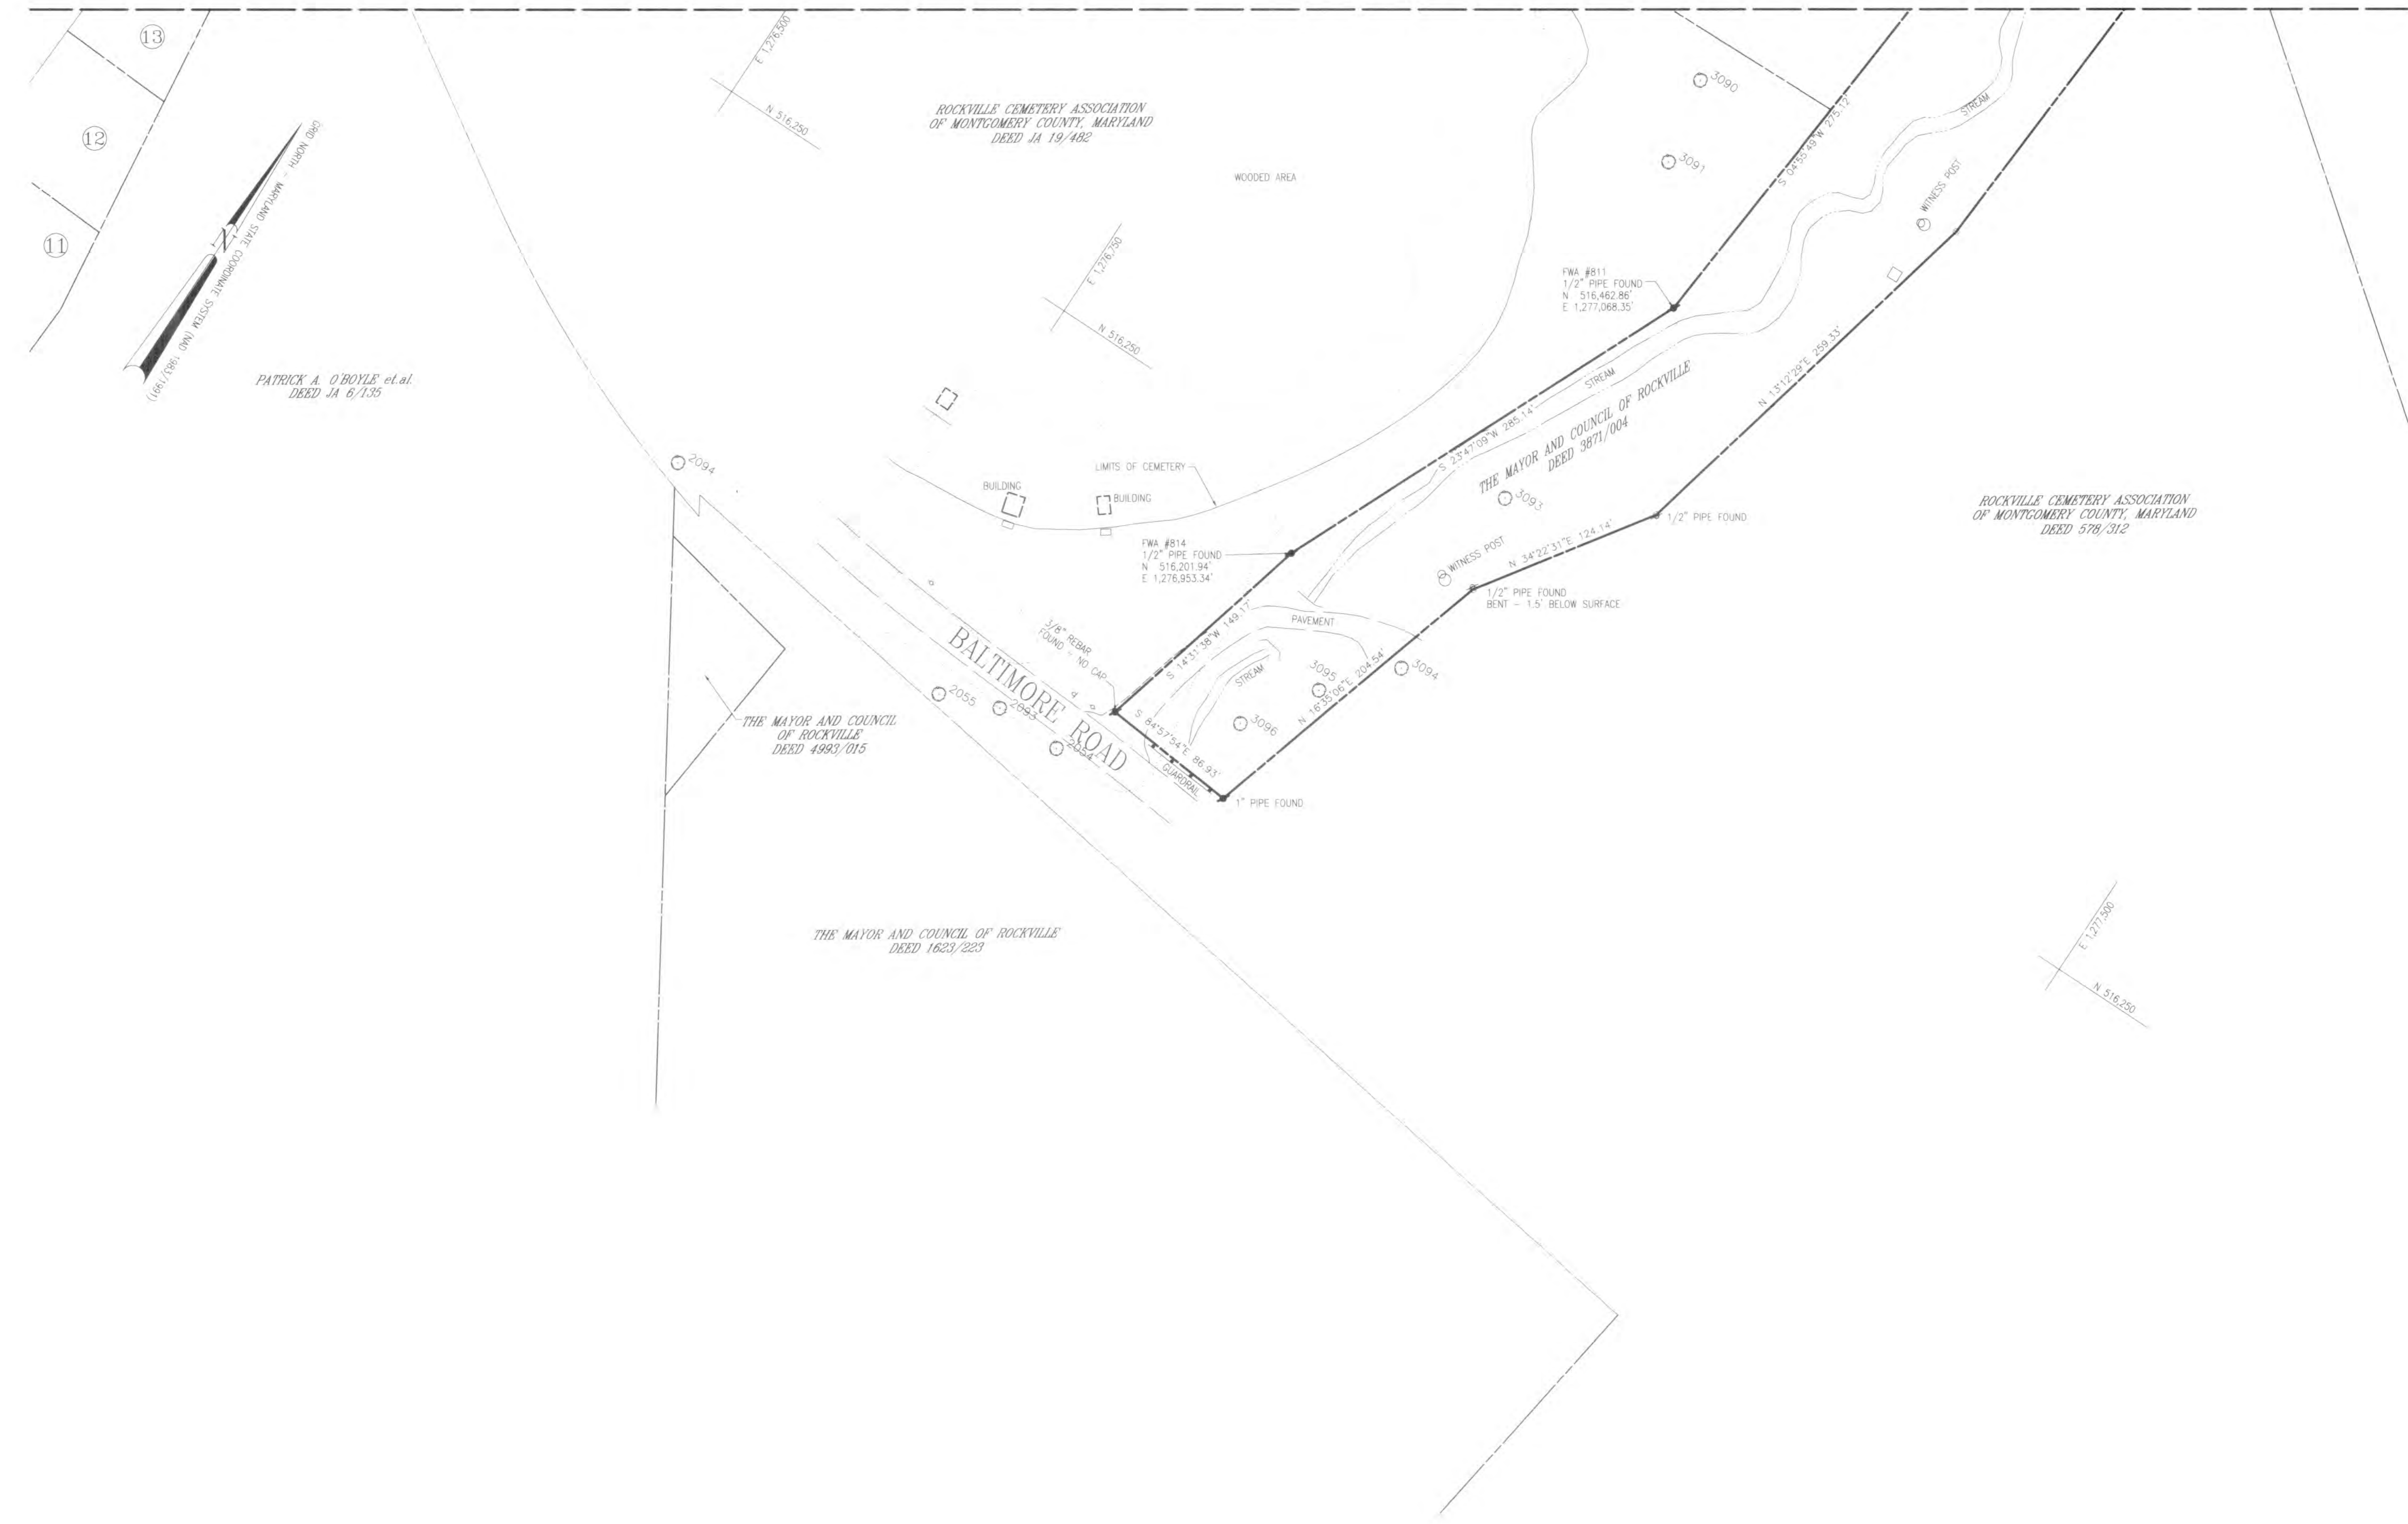 13
12
11
GRID NORTH - MARYLAND STATE COORDINATE SYSTEM (NAD 1983/1991)
E 1,276,500
N 516,250
ROCKVILLE CEMETERY ASSOCIATION
OF MONTGOMERY COUNTY, MARYLAND
DEED JA 19/482
WOODED AREA
E 1,276,750
N 516,250
3090
3091
S 04°55'49"W 275.12'
STREAM
WITNESS POST
FWA #811
1/2" PIPE FOUND
N 516,462.86'
E 1,277,068.35'
PATRICK A. O'BOYLE et.al.
DEED JA 6/135
N 13°12'29"E 259.33'
STREAM
S 23°47'09"W 285.14'
THE MAYOR AND COUNCIL OF ROCKVILLE
DEED 3871/004
2094
LIMITS OF CEMETERY
BUILDING
BUILDING
3093
1/2" PIPE FOUND
ROCKVILLE CEMETERY ASSOCIATION
OF MONTGOMERY COUNTY, MARYLAND
DEED 578/312
FWA #814
1/2" PIPE FOUND
N 516,201.94'
E 1,276,953.34'
WITNESS POST
N 34°22'31"E 124.14'
1/2" PIPE FOUND
BENT - 1.5' BELOW SURFACE
3/8" REBAR
FOUND - NO CAP
S 14°31'38"W 149.17'
PAVEMENT
STREAM
3095
3094
N 16°35'06"E 204.54'
3096
BALTIMORE ROAD
2055
2093
2054
S 84°57'54"E 86.93'
GUARDRAIL
1" PIPE FOUND
THE MAYOR AND COUNCIL
OF ROCKVILLE
DEED 4993/015
THE MAYOR AND COUNCIL OF ROCKVILLE
DEED 1623/223
E 1,277,500
N 516,250